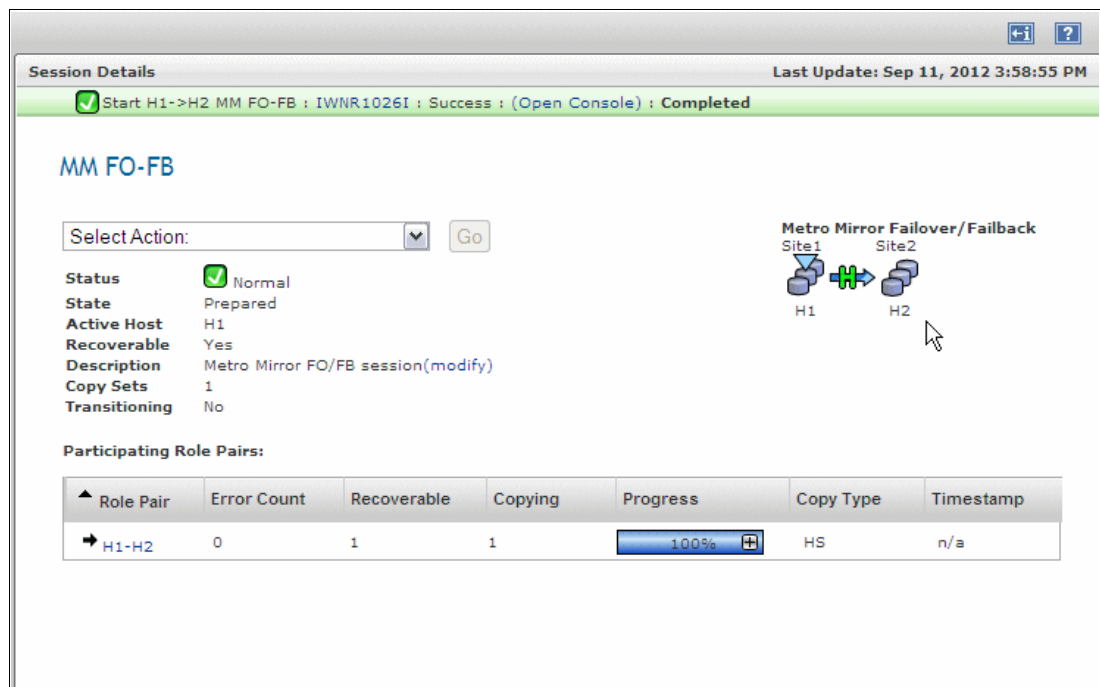 Session Details
Last Update: Sep 11, 2012 3:58:55 PM
Start H1->H2 MM FO-FB : IWNR1026I : Success : (Open Console) : Completed
MM FO-FB
Select Action:
Go
Status Normal
State Prepared
Active Host H1
Recoverable Yes
Description Metro Mirror FO/FB session(modify)
Copy Sets 1
Transitioning No
Metro Mirror Failover/Failback
Site1 Site2
H
H1 H2
Participating Role Pairs:
Role Pair Error Count Recoverable Copying Progress Copy Type Timestamp
H1-H2 0 1 1 100% HS n/a